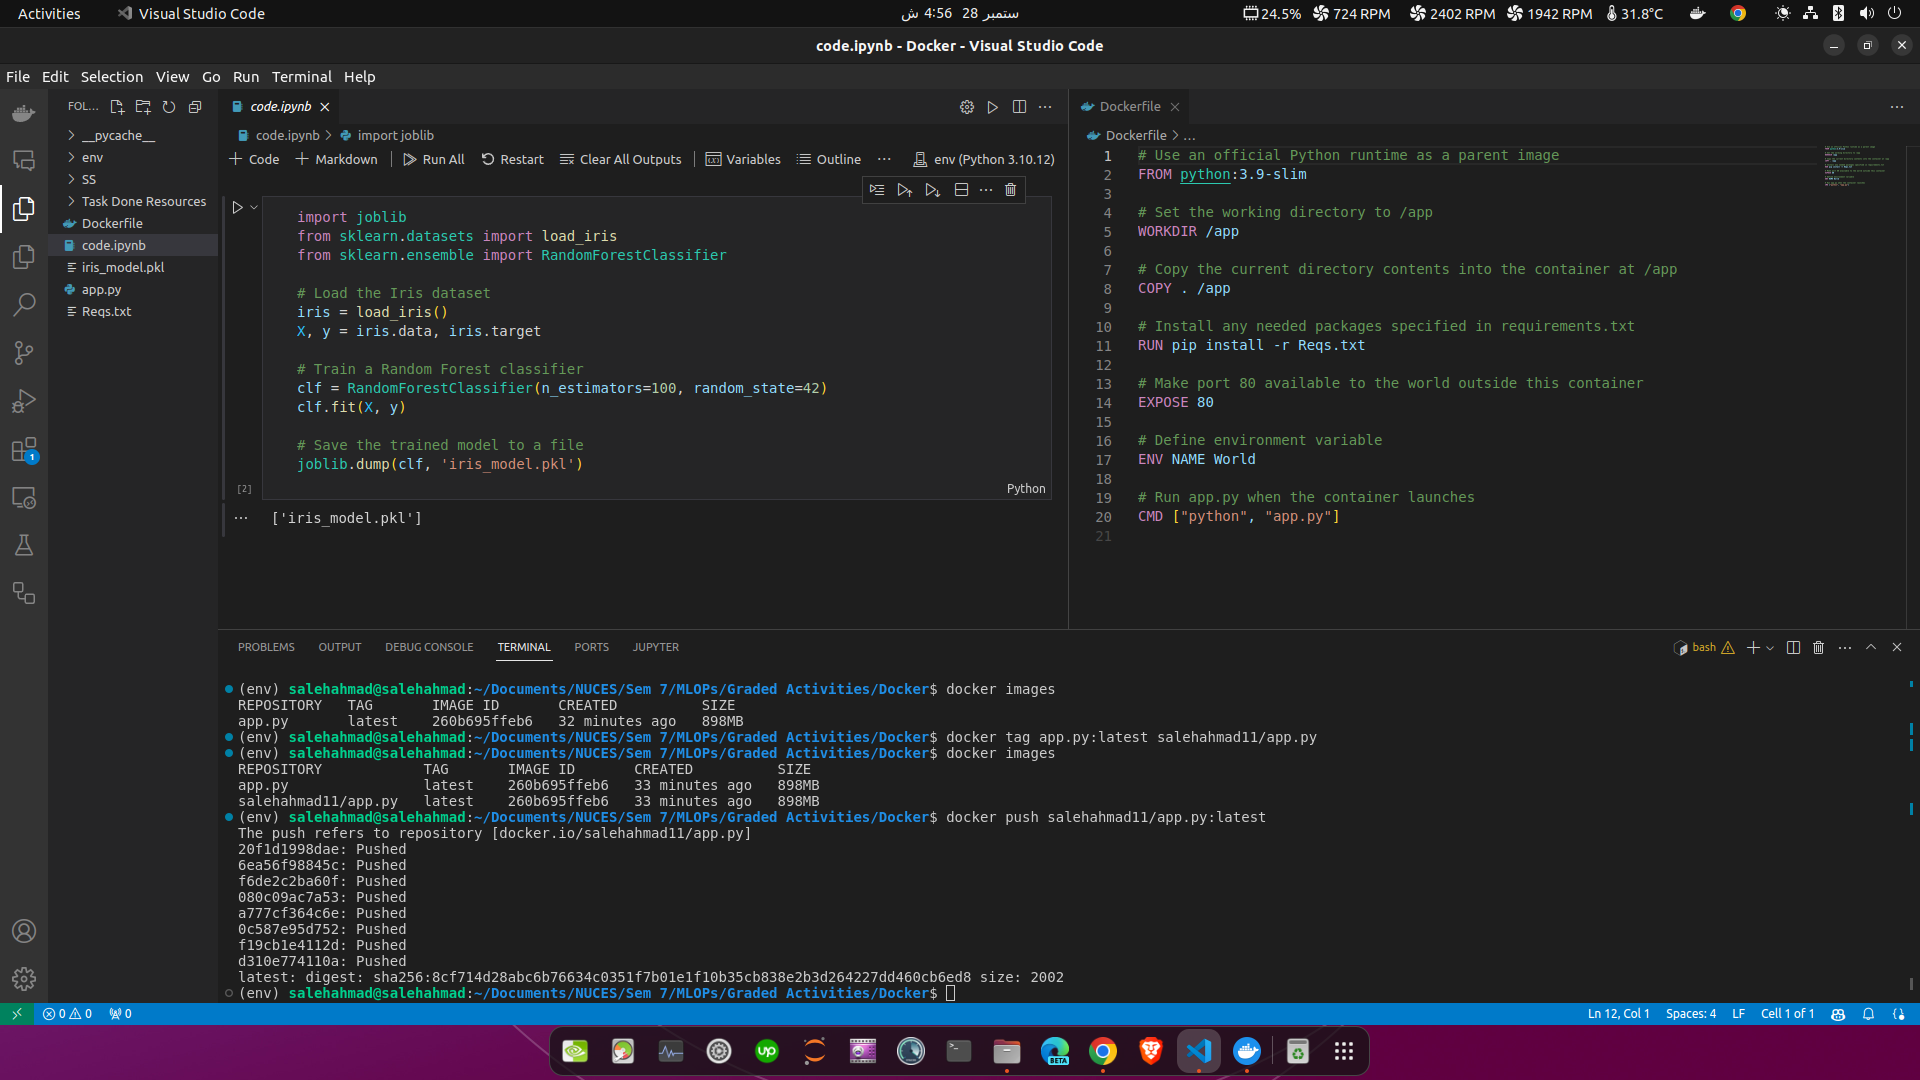 Activities
Visual Studio Code
ستمبر 28  4:56 ش
24.5%
724 RPM
2402 RPM
1942 RPM
31.8°C
code.ipynb - Docker - Visual Studio Code
File Edit Selection View Go Run Terminal Help
FOL...
__pycache__
env
SS
Task Done Resources
Dockerfile
code.ipynb
iris_model.pkl
app.py
Reqs.txt
1
code.ipynb
code.ipynb > import joblib
Code
Markdown
Run All
Restart
Clear All Outputs
Variables
Outline
env (Python 3.10.12)
import joblib
from sklearn.datasets import load_iris
from sklearn.ensemble import RandomForestClassifier
# Load the Iris dataset
iris = load_iris()
X, y = iris.data, iris.target
# Train a Random Forest classifier
clf = RandomForestClassifier(n_estimators=100, random_state=42)
clf.fit(X, y)
# Save the trained model to a file
joblib.dump(clf, 'iris_model.pkl')
[2]
Python
['iris_model.pkl']
Dockerfile
Dockerfile > ...
1 # Use an official Python runtime as a parent image
2 FROM python:3.9-slim
3
4 # Set the working directory to /app
5 WORKDIR /app
6
7 # Copy the current directory contents into the container at /app
8 COPY . /app
9
10 # Install any needed packages specified in requirements.txt
11 RUN pip install -r Reqs.txt
12
13 # Make port 80 available to the world outside this container
14 EXPOSE 80
15
16 # Define environment variable
17 ENV NAME World
18
19 # Run app.py when the container launches
20 CMD ["python", "app.py"]
21
PROBLEMS OUTPUT DEBUG CONSOLE TERMINAL PORTS JUPYTER
bash
(env) salehahmad@salehahmad:~/Documents/NUCES/Sem 7/MLOPs/Graded Activities/Docker$ docker images
REPOSITORY   TAG       IMAGE ID       CREATED          SIZE
app.py       latest    260b695ffeb6   32 minutes ago   898MB
(env) salehahmad@salehahmad:~/Documents/NUCES/Sem 7/MLOPs/Graded Activities/Docker$ docker tag app.py:latest salehahmad11/app.py
(env) salehahmad@salehahmad:~/Documents/NUCES/Sem 7/MLOPs/Graded Activities/Docker$ docker images
REPOSITORY            TAG       IMAGE ID       CREATED          SIZE
app.py                latest    260b695ffeb6   33 minutes ago   898MB
salehahmad11/app.py   latest    260b695ffeb6   33 minutes ago   898MB
(env) salehahmad@salehahmad:~/Documents/NUCES/Sem 7/MLOPs/Graded Activities/Docker$ docker push salehahmad11/app.py:latest
The push refers to repository [docker.io/salehahmad11/app.py]
20f1d1998dae: Pushed
6ea56f98845c: Pushed
f6de2c2ba60f: Pushed
080c09ac7a53: Pushed
a777cf364c6e: Pushed
0c587e95d752: Pushed
f19cb1e4112d: Pushed
d310e774110a: Pushed
latest: digest: sha256:8cf714d28abc6b76634c0351f7b01e1f10b35cb838e2b3d264227dd460cb6ed8 size: 2002
(env) salehahmad@salehahmad:~/Documents/NUCES/Sem 7/MLOPs/Graded Activities/Docker$
0 0 0
Ln 12, Col 1
Spaces: 4
LF
Cell 1 of 1
up
BETA